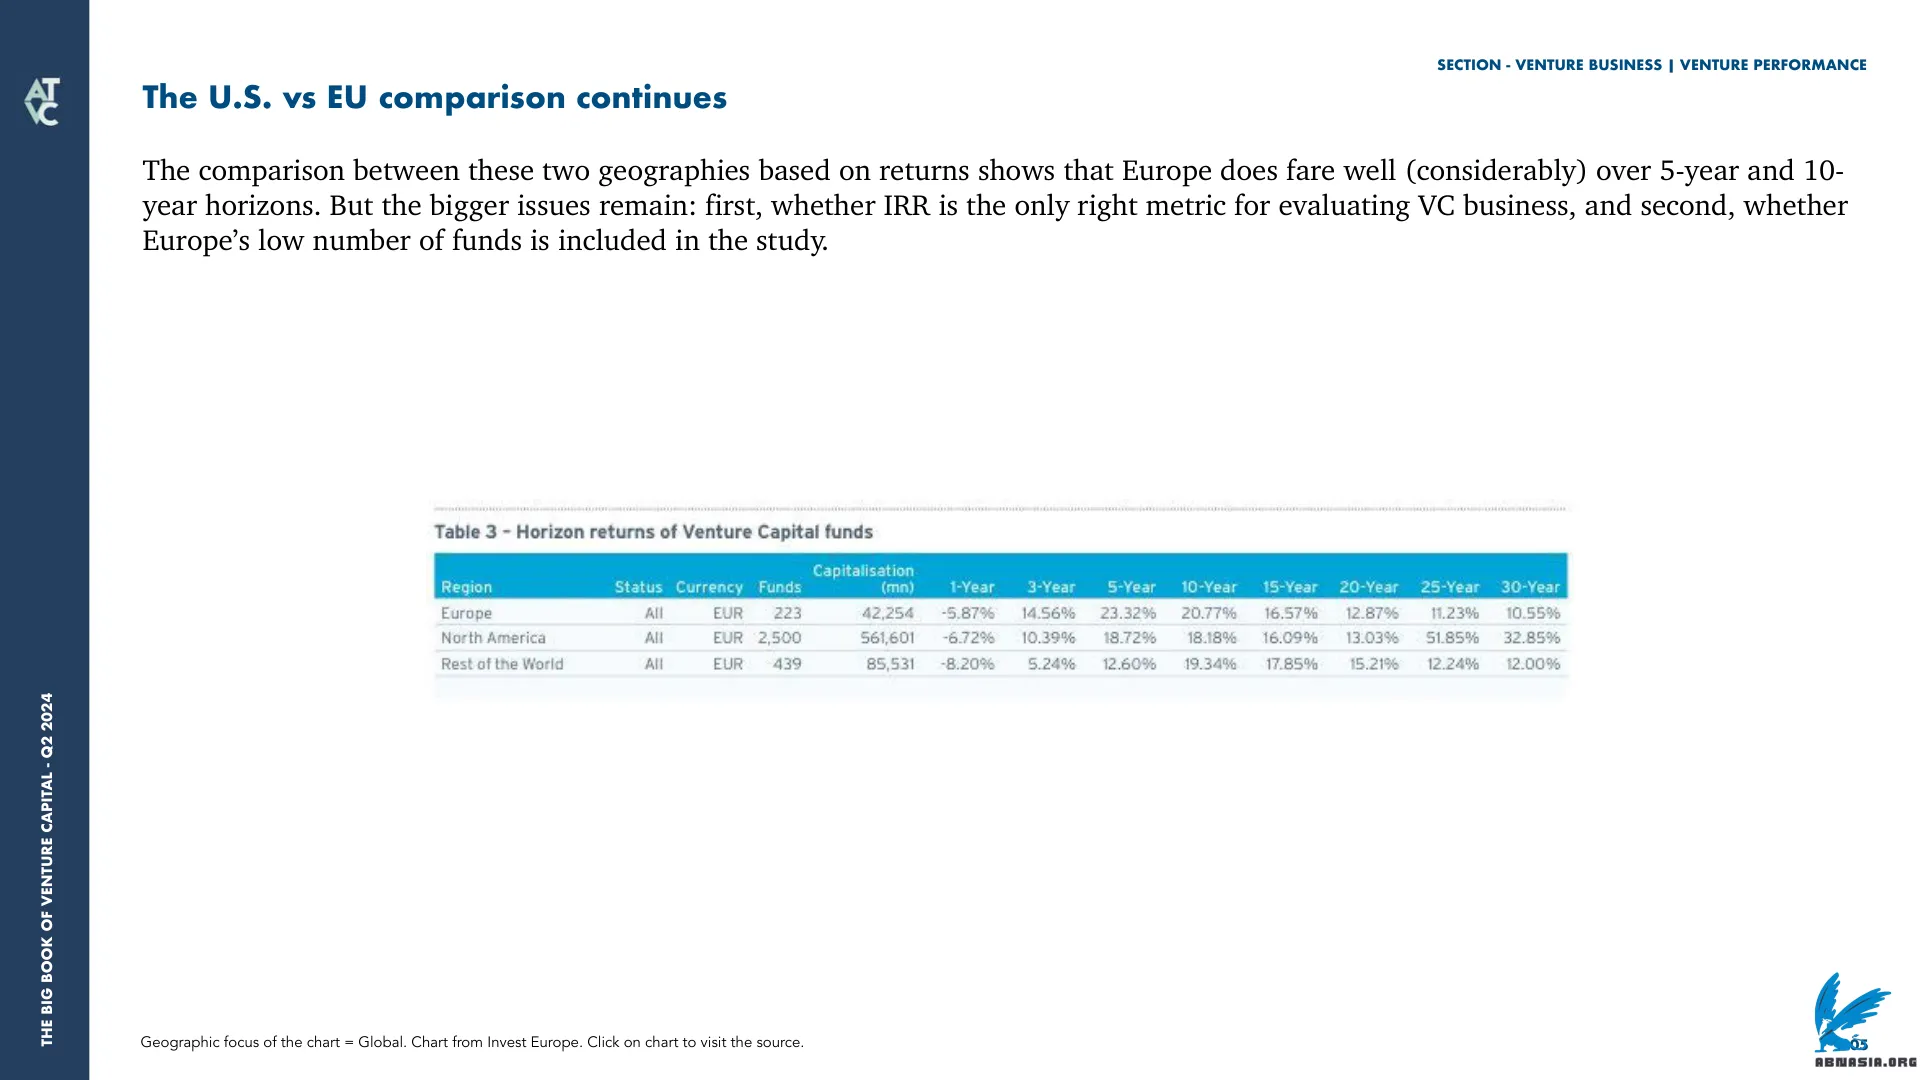 SECTION - VENTURE BUSINESS | VENTURE PERFORMANCE
AT
VC
The U.S. vs EU comparison continues
The comparison between these two geographies based on returns shows that Europe does fare well (considerably) over 5-year and 10-
year horizons. But the bigger issues remain: first, whether IRR is the only right metric for evaluating VC business, and second, whether
Europe’s low number of funds is included in the study.
Table 3 – Horizon returns of Venture Capital funds
Region Status Currency Funds Capitalisation (mn) 1-Year 3-Year 5-Year 10-Year 15-Year 20-Year 25-Year 30-Year
Europe All EUR 223 42,254 -5.87% 14.56% 23.32% 20.77% 16.57% 12.87% 11.23% 10.55%
North America All EUR 2,500 561,601 -6.72% 10.39% 18.72% 18.18% 16.09% 13.03% 51.85% 32.85%
Rest of the World All EUR 439 85,531 -8.20% 5.24% 12.60% 19.34% 17.85% 15.21% 12.24% 12.00%
THE BIG BOOK OF VENTURE CAPITAL - Q2 2024
Geographic focus of the chart = Global. Chart from Invest Europe. Click on chart to visit the source.
ABNASIA.ORG